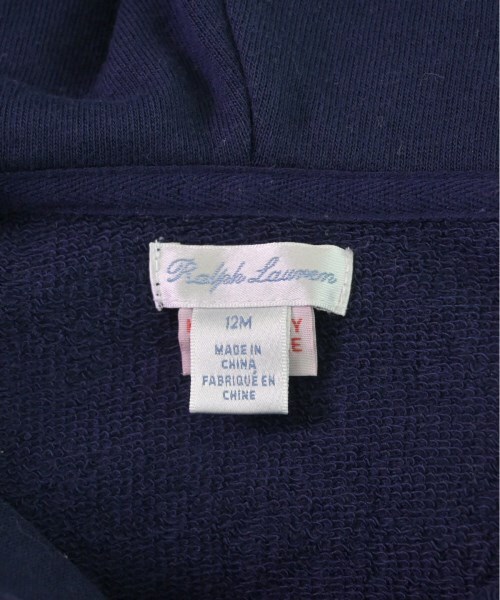 Ralph Lauren
12M
MADE IN
CHINA
FABRIQUÉ EN
CHINE
Y
E